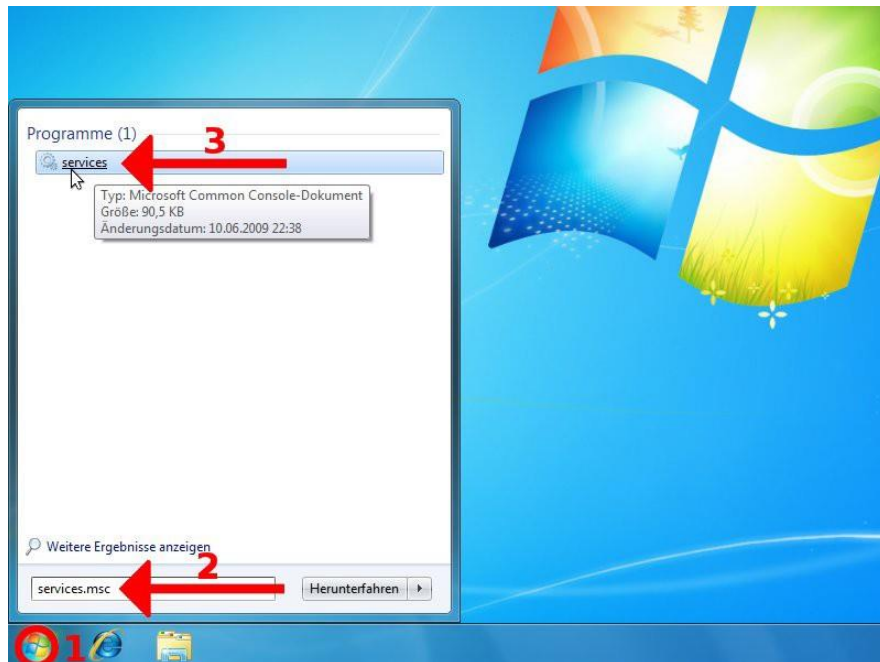 Programme (1)
3
services
Typ: Microsoft Common Console-Dokument
Größe: 90,5 KB
Änderungsdatum: 10.06.2009 22:38
Weitere Ergebnisse anzeigen
2
services.msc
Herunterfahren
1